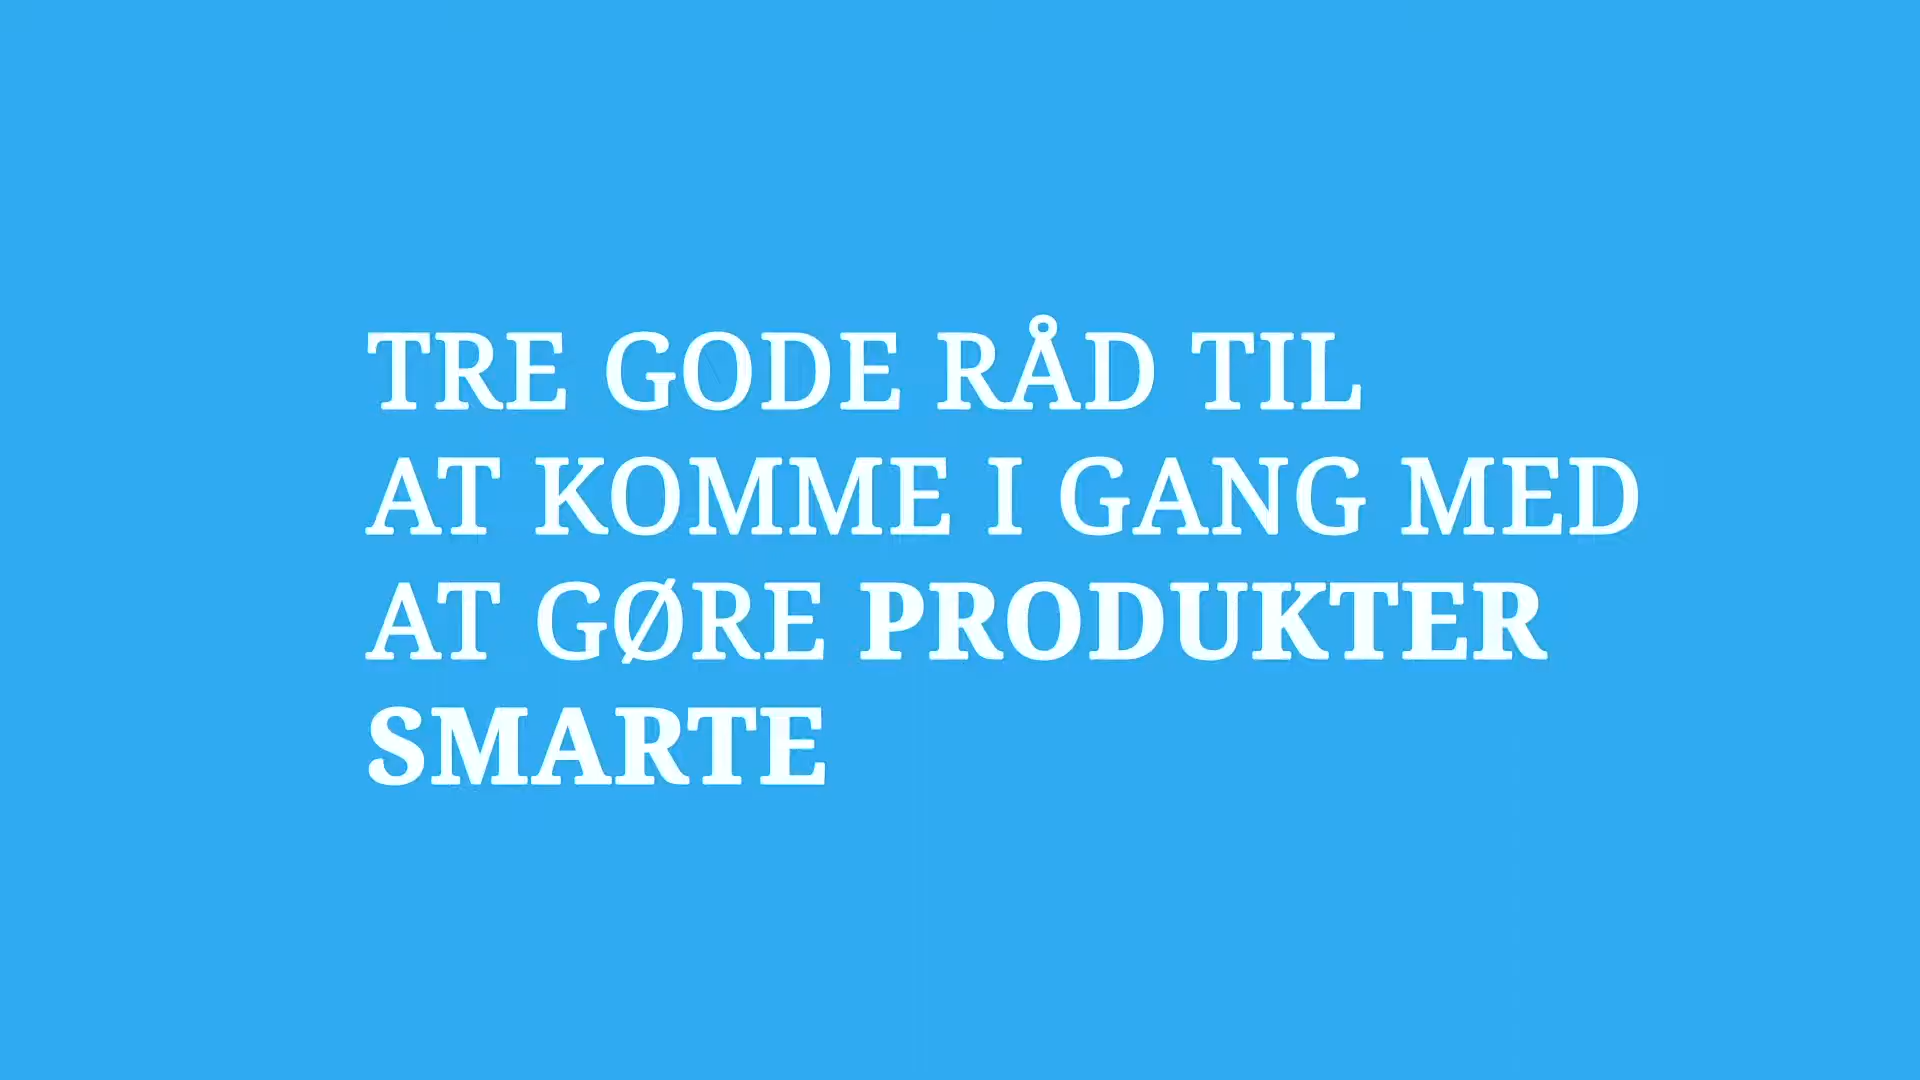 TRE GODE RÅD TIL
AT KOMME I GANG MED
AT GØRE PRODUKTER
SMARTE